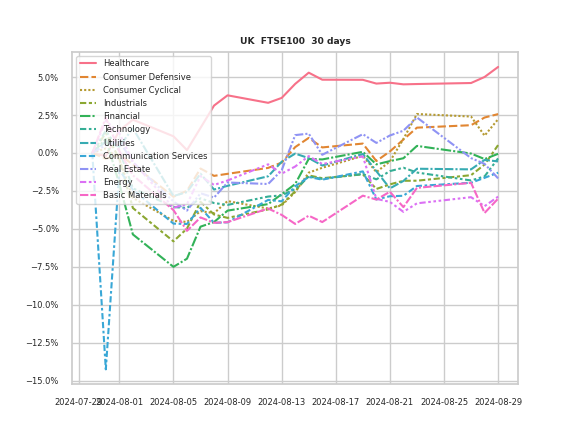 UK  FTSE100  30 days
Healthcare
Consumer Defensive
Consumer Cyclical
Industrials
Financial
Technology
Utilities
Communication Services
Real Estate
Energy
Basic Materials
5.0%
2.5%
0.0%
−2.5%
−5.0%
−7.5%
−10.0%
−12.5%
−15.0%
2024-08-01 2024-08-05 2024-08-09 2024-08-13 2024-08-17 2024-08-21 2024-08-25 2024-08-29